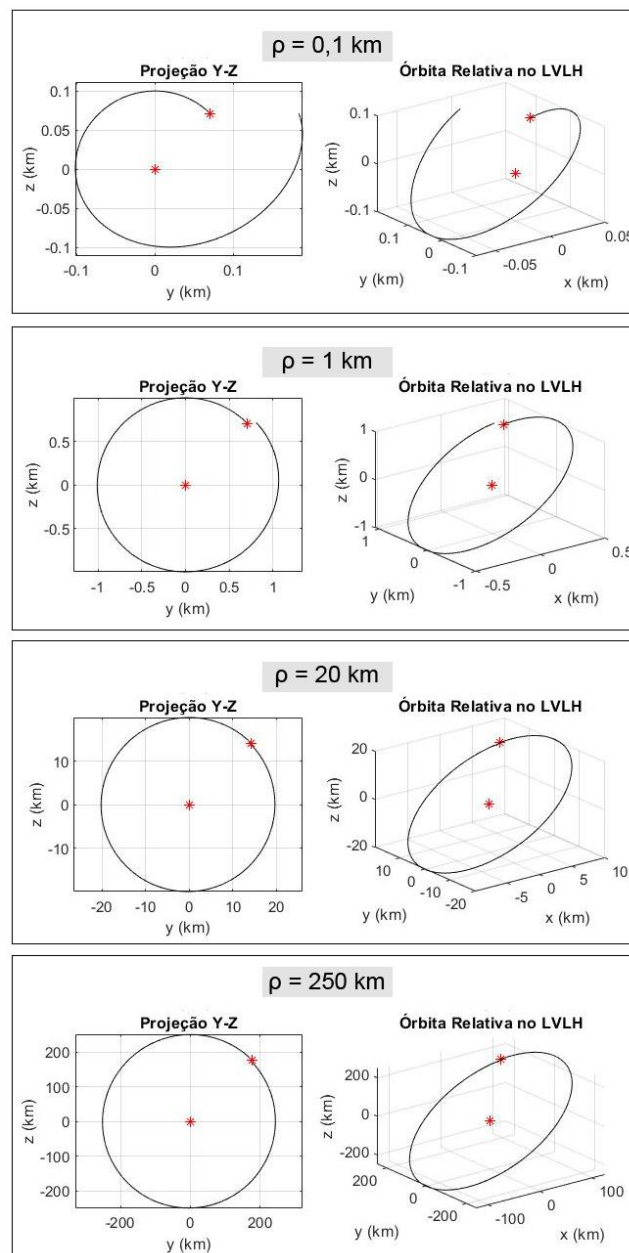 ρ = 0,1 km
Projeção Y-Z
Órbita Relativa no LVLH
0.1
0.05
0
-0.05
-0.1
z (km)
-0.1
0
0.1
y (km)
0.1
0
-0.1
z (km)
0.1
0
-0.1
y (km)
-0.05
0
0.05
x (km)
ρ = 1 km
Projeção Y-Z
Órbita Relativa no LVLH
0.5
0
-0.5
z (km)
-1
-0.5
0
0.5
1
y (km)
1
0
-1
z (km)
1
0
-1
y (km)
-0.5
0
0.5
x (km)
ρ = 20 km
Projeção Y-Z
Órbita Relativa no LVLH
10
0
-10
z (km)
-20
-10
0
10
20
y (km)
20
0
-20
z (km)
10
0
-10
-20
y (km)
-5
0
5
10
x (km)
ρ = 250 km
Projeção Y-Z
Órbita Relativa no LVLH
200
100
0
-100
-200
z (km)
-200
0
200
y (km)
200
0
-200
z (km)
200
0
-200
y (km)
-100
0
100
x (km)